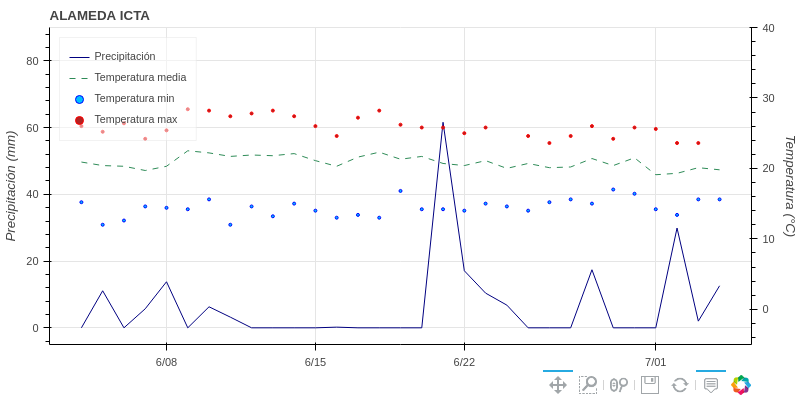 ALAMEDA ICTA
Precipitación
Temperatura media
Temperatura min
Temperatura max
Precipitación (mm)
80
60
40
20
0
Temperatura (°C)
40
30
20
10
0
6/08
6/15
6/22
7/01